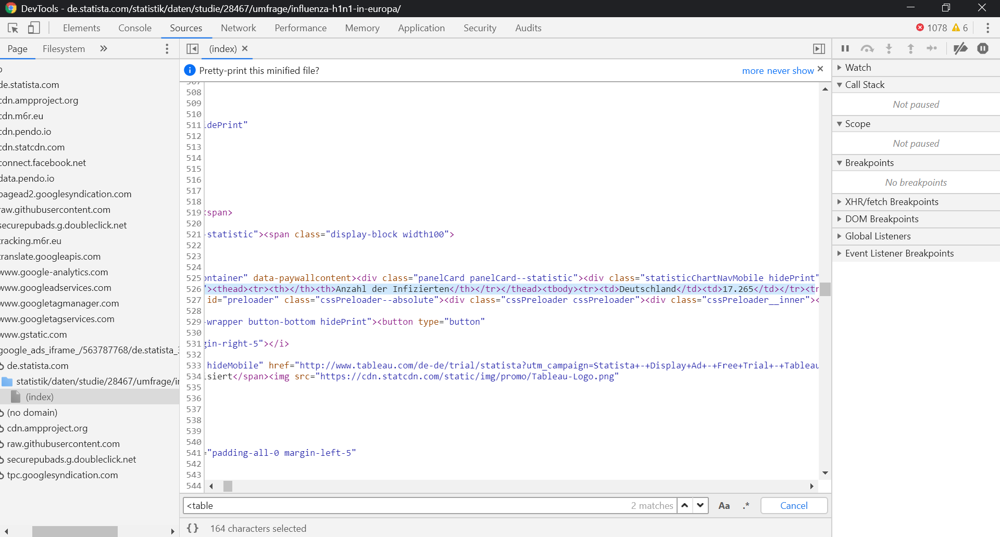 DevTools - de.statista.com/statistik/daten/studie/28467/umfrage/influenza-h1n1-in-europa/
Elements Console Sources Network Performance Memory Application Security Audits 1078 6
Page Filesystem »
(index) ×
Pretty-print this minified file? more never show ×
de.statista.com
cdn.ampproject.org
cdn.m6r.eu
cdn.pendo.io
cdn.statcdn.com
connect.facebook.net
data.pendo.io
pagead2.googlesyndication.com
raw.githubusercontent.com
securepubads.g.doubleclick.net
tracking.m6r.eu
translate.googleapis.com
www.google-analytics.com
www.googleadservices.com
www.googletagmanager.com
www.googletagservices.com
www.gstatic.com
google_ads_iframe_/563787768/de.statista_3
de.statista.com
statistik/daten/studie/28467/umfrage/in
(index)
(no domain)
cdn.ampproject.org
raw.githubusercontent.com
securepubads.g.doubleclick.net
tpc.googlesyndication.com
507
508
509
510
511 idePrint"
512
513
514
515
516
517
518
519 <span>
520
521 -statistic"><span class="display-block width100">
522
523
524
525 ontainer" data-paywallcontent><div class="panelCard panelCard--statistic"><div class="statisticChartNavMobile hidePrint"
526 "><thead><tr><th></th><th>Anzahl der Infizierten</th></tr></thead><tbody><tr><td>Deutschland</td><td>17.265</td></tr><tr
527 id="preloader" class="cssPreloader--absolute"><div class="cssPreloader cssPreloader"><div class="cssPreloader__inner"><
528
529 -wrapper button-bottom hidePrint"><button type="button"
530
531 gin-right-5"></i>
532
533 hideMobile" href="http://www.tableau.com/de-de/trial/statista?utm_campaign=Statista+-+Display+Ad+-+Free+Trial+-+Tableau
534 isiert</span><img src="https://cdn.statcdn.com/static/img/promo/Tableau-Logo.png"
535
536
537
538
539
540
541 ="padding-all-0 margin-left-5"
542
543
544
<table 2 matches Aa .* Cancel
{} 164 characters selected
Watch
Call Stack
Not paused
Scope
Not paused
Breakpoints
No breakpoints
XHR/fetch Breakpoints
DOM Breakpoints
Global Listeners
Event Listener Breakpoints